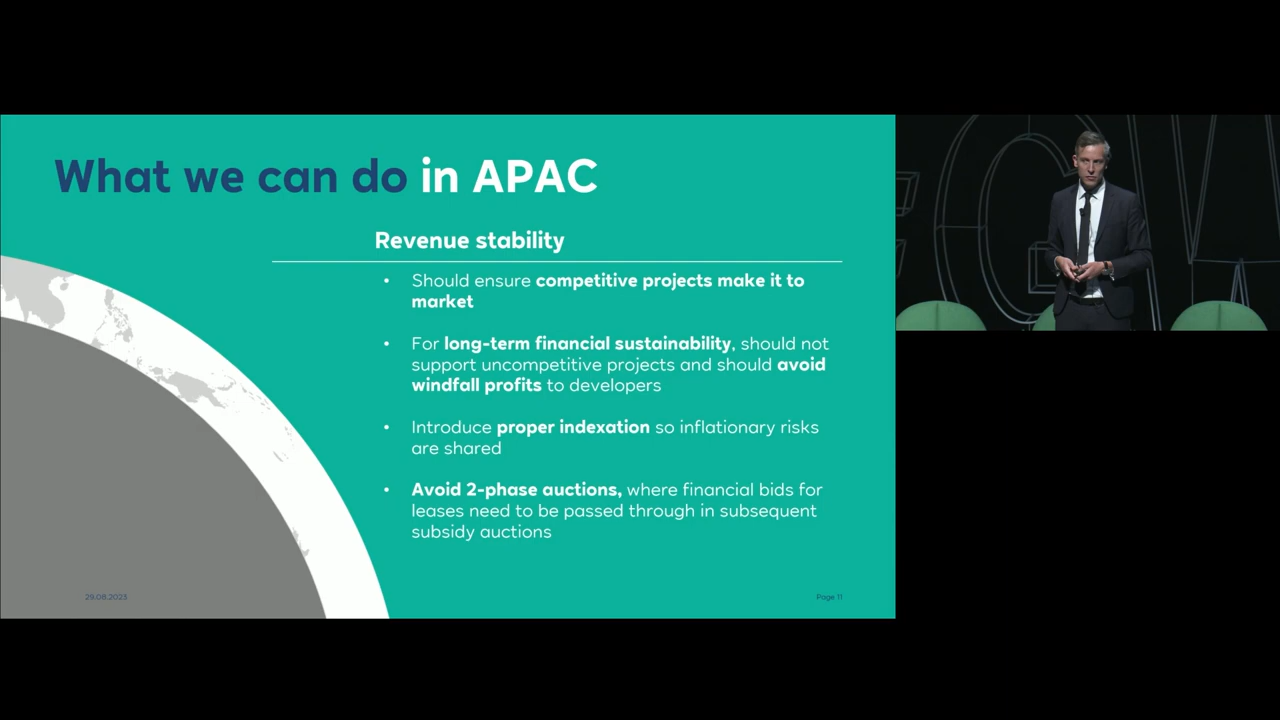 What we can do in APAC
Revenue stability
• Should ensure competitive projects make it to
market
• For long-term financial sustainability, should not
support uncompetitive projects and should avoid
windfall profits to developers
• Introduce proper indexation so inflationary risks
are shared
• Avoid 2-phase auctions, where financial bids for
leases need to be passed through in subsequent
subsidy auctions
29.08.2023
Page 11